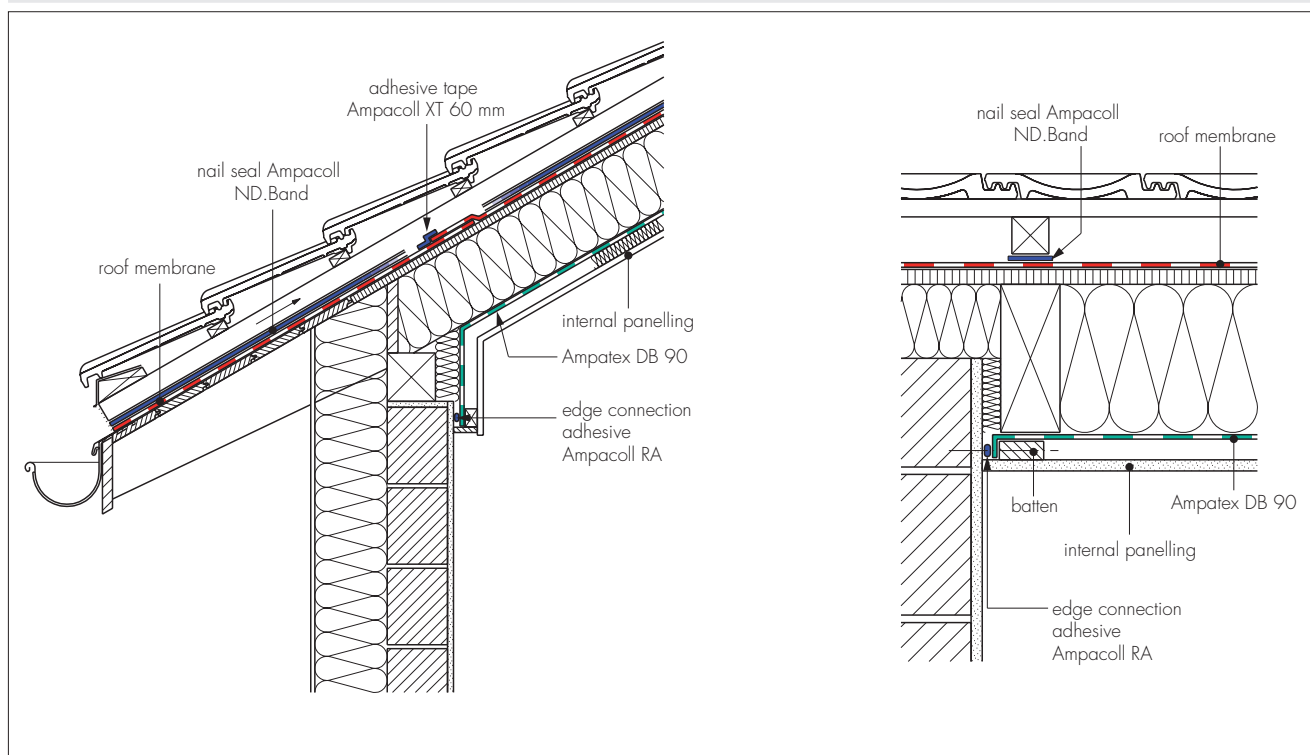 adhesive tape
Ampacoll XT 60 mm
nail seal Ampacoll
ND.Band
roof membrane
internal panelling
Ampatex DB 90
edge connection
adhesive
Ampacoll RA
nail seal Ampacoll
ND.Band
roof membrane
batten
Ampatex DB 90
internal panelling
edge connection
adhesive
Ampacoll RA